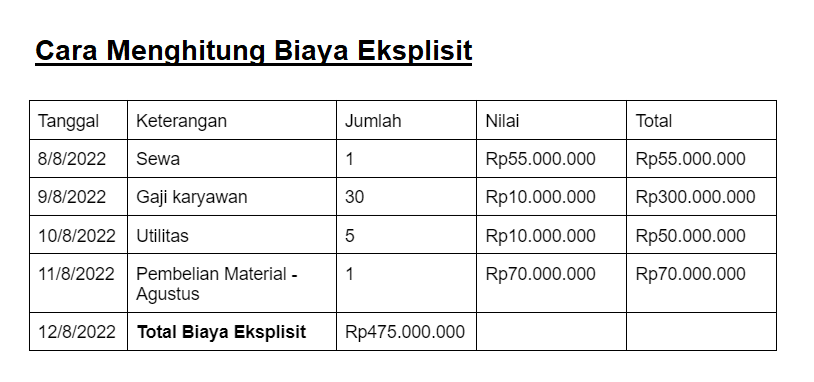 Cara Menghitung Biaya Eksplisit
Tanggal Keterangan Jumlah Nilai Total
8/8/2022 Sewa 1 Rp55.000.000 Rp55.000.000
9/8/2022 Gaji karyawan 30 Rp10.000.000 Rp300.000.000
10/8/2022 Utilitas 5 Rp10.000.000 Rp50.000.000
11/8/2022 Pembelian Material - 1 Rp70.000.000 Rp70.000.000
Agustus
12/8/2022 Total Biaya Eksplisit Rp475.000.000